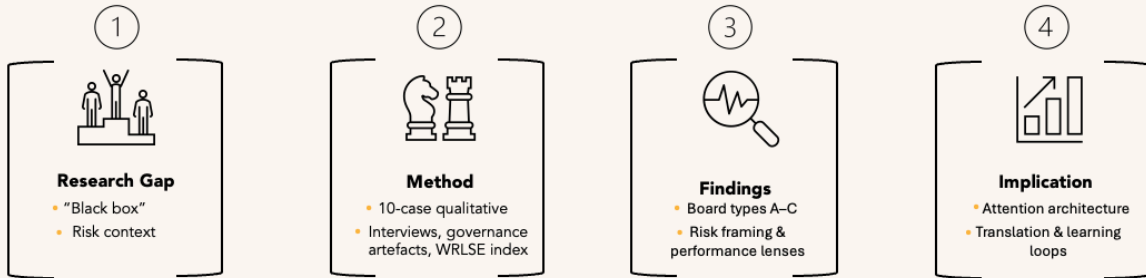 1
Research Gap
"Black box"
Risk context
2
Method
10-case qualitative
Interviews, governance
artefacts, WRLSE index
3
Findings
Board types A–C
Risk framing &
performance lenses
4
Implication
Attention architecture
Translation & learning
loops